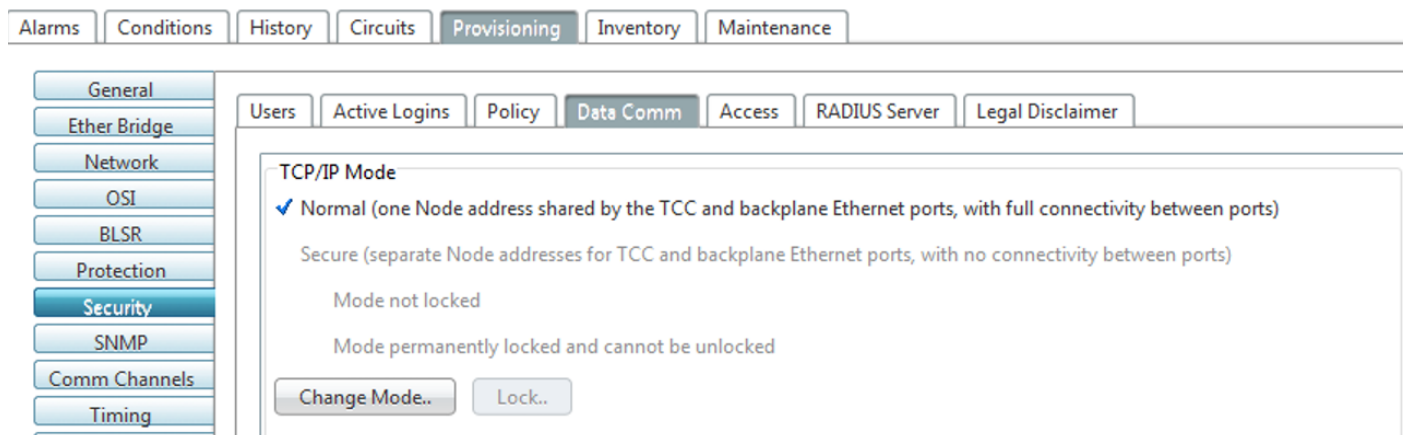 Alarms Conditions History Circuits Provisioning Inventory Maintenance
General
Ether Bridge
Network
OSI
BLSR
Protection
Security
SNMP
Comm Channels
Timing
Users Active Logins Policy Data Comm Access RADIUS Server Legal Disclaimer
TCP/IP Mode
Normal (one Node address shared by the TCC and backplane Ethernet ports, with full connectivity between ports)
Secure (separate Node addresses for TCC and backplane Ethernet ports, with no connectivity between ports)
Mode not locked
Mode permanently locked and cannot be unlocked
Change Mode.. Lock..